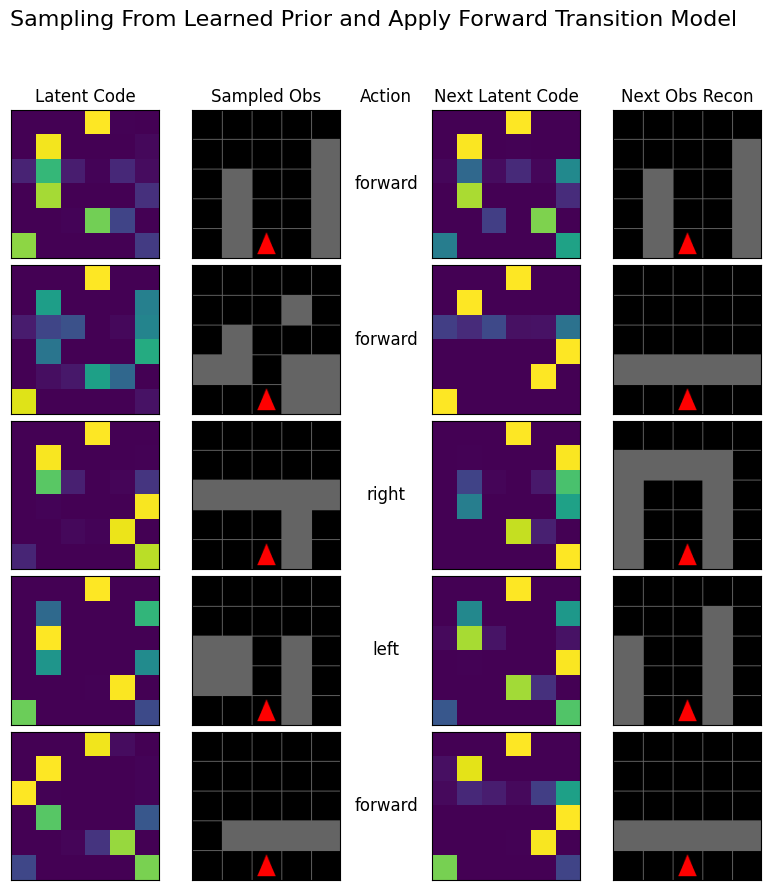 Sampling From Learned Prior and Apply Forward Transition Model
Latent Code Sampled Obs Action Next Latent Code Next Obs Recon
forward
forward
right
left
forward